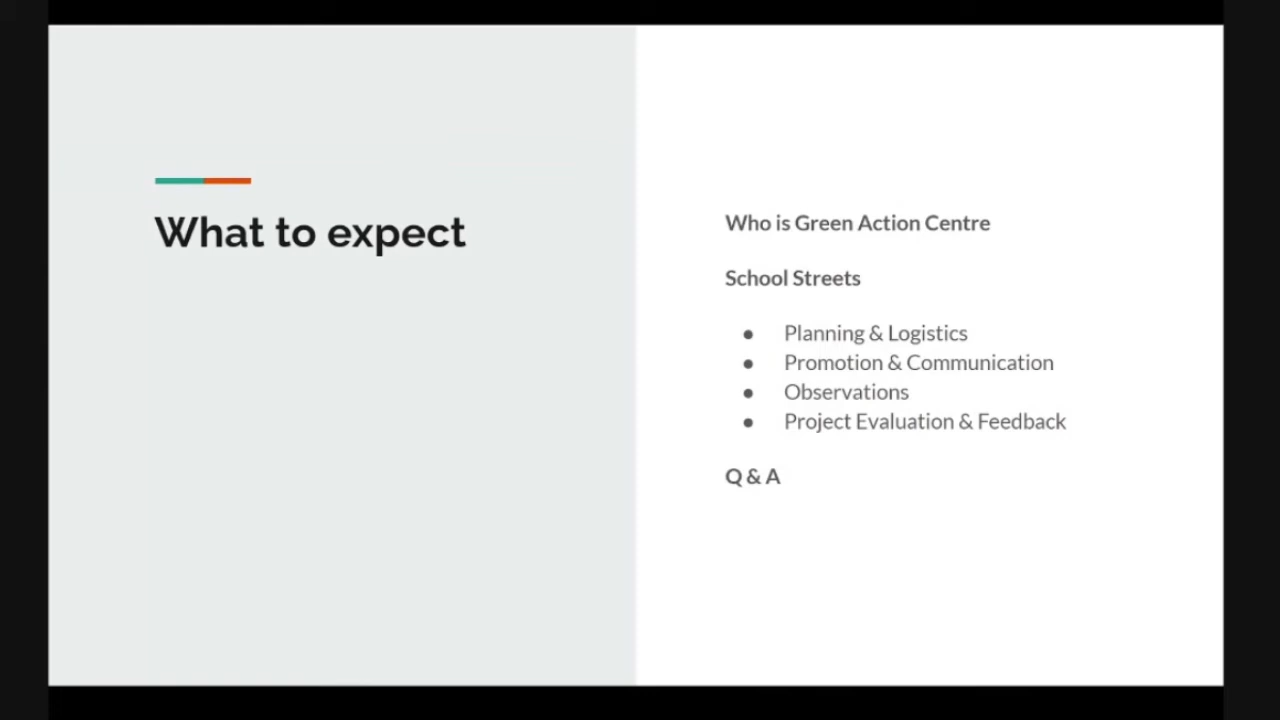 What to expect
Who is Green Action Centre
School Streets
● Planning & Logistics
● Promotion & Communication
● Observations
● Project Evaluation & Feedback
Q & A